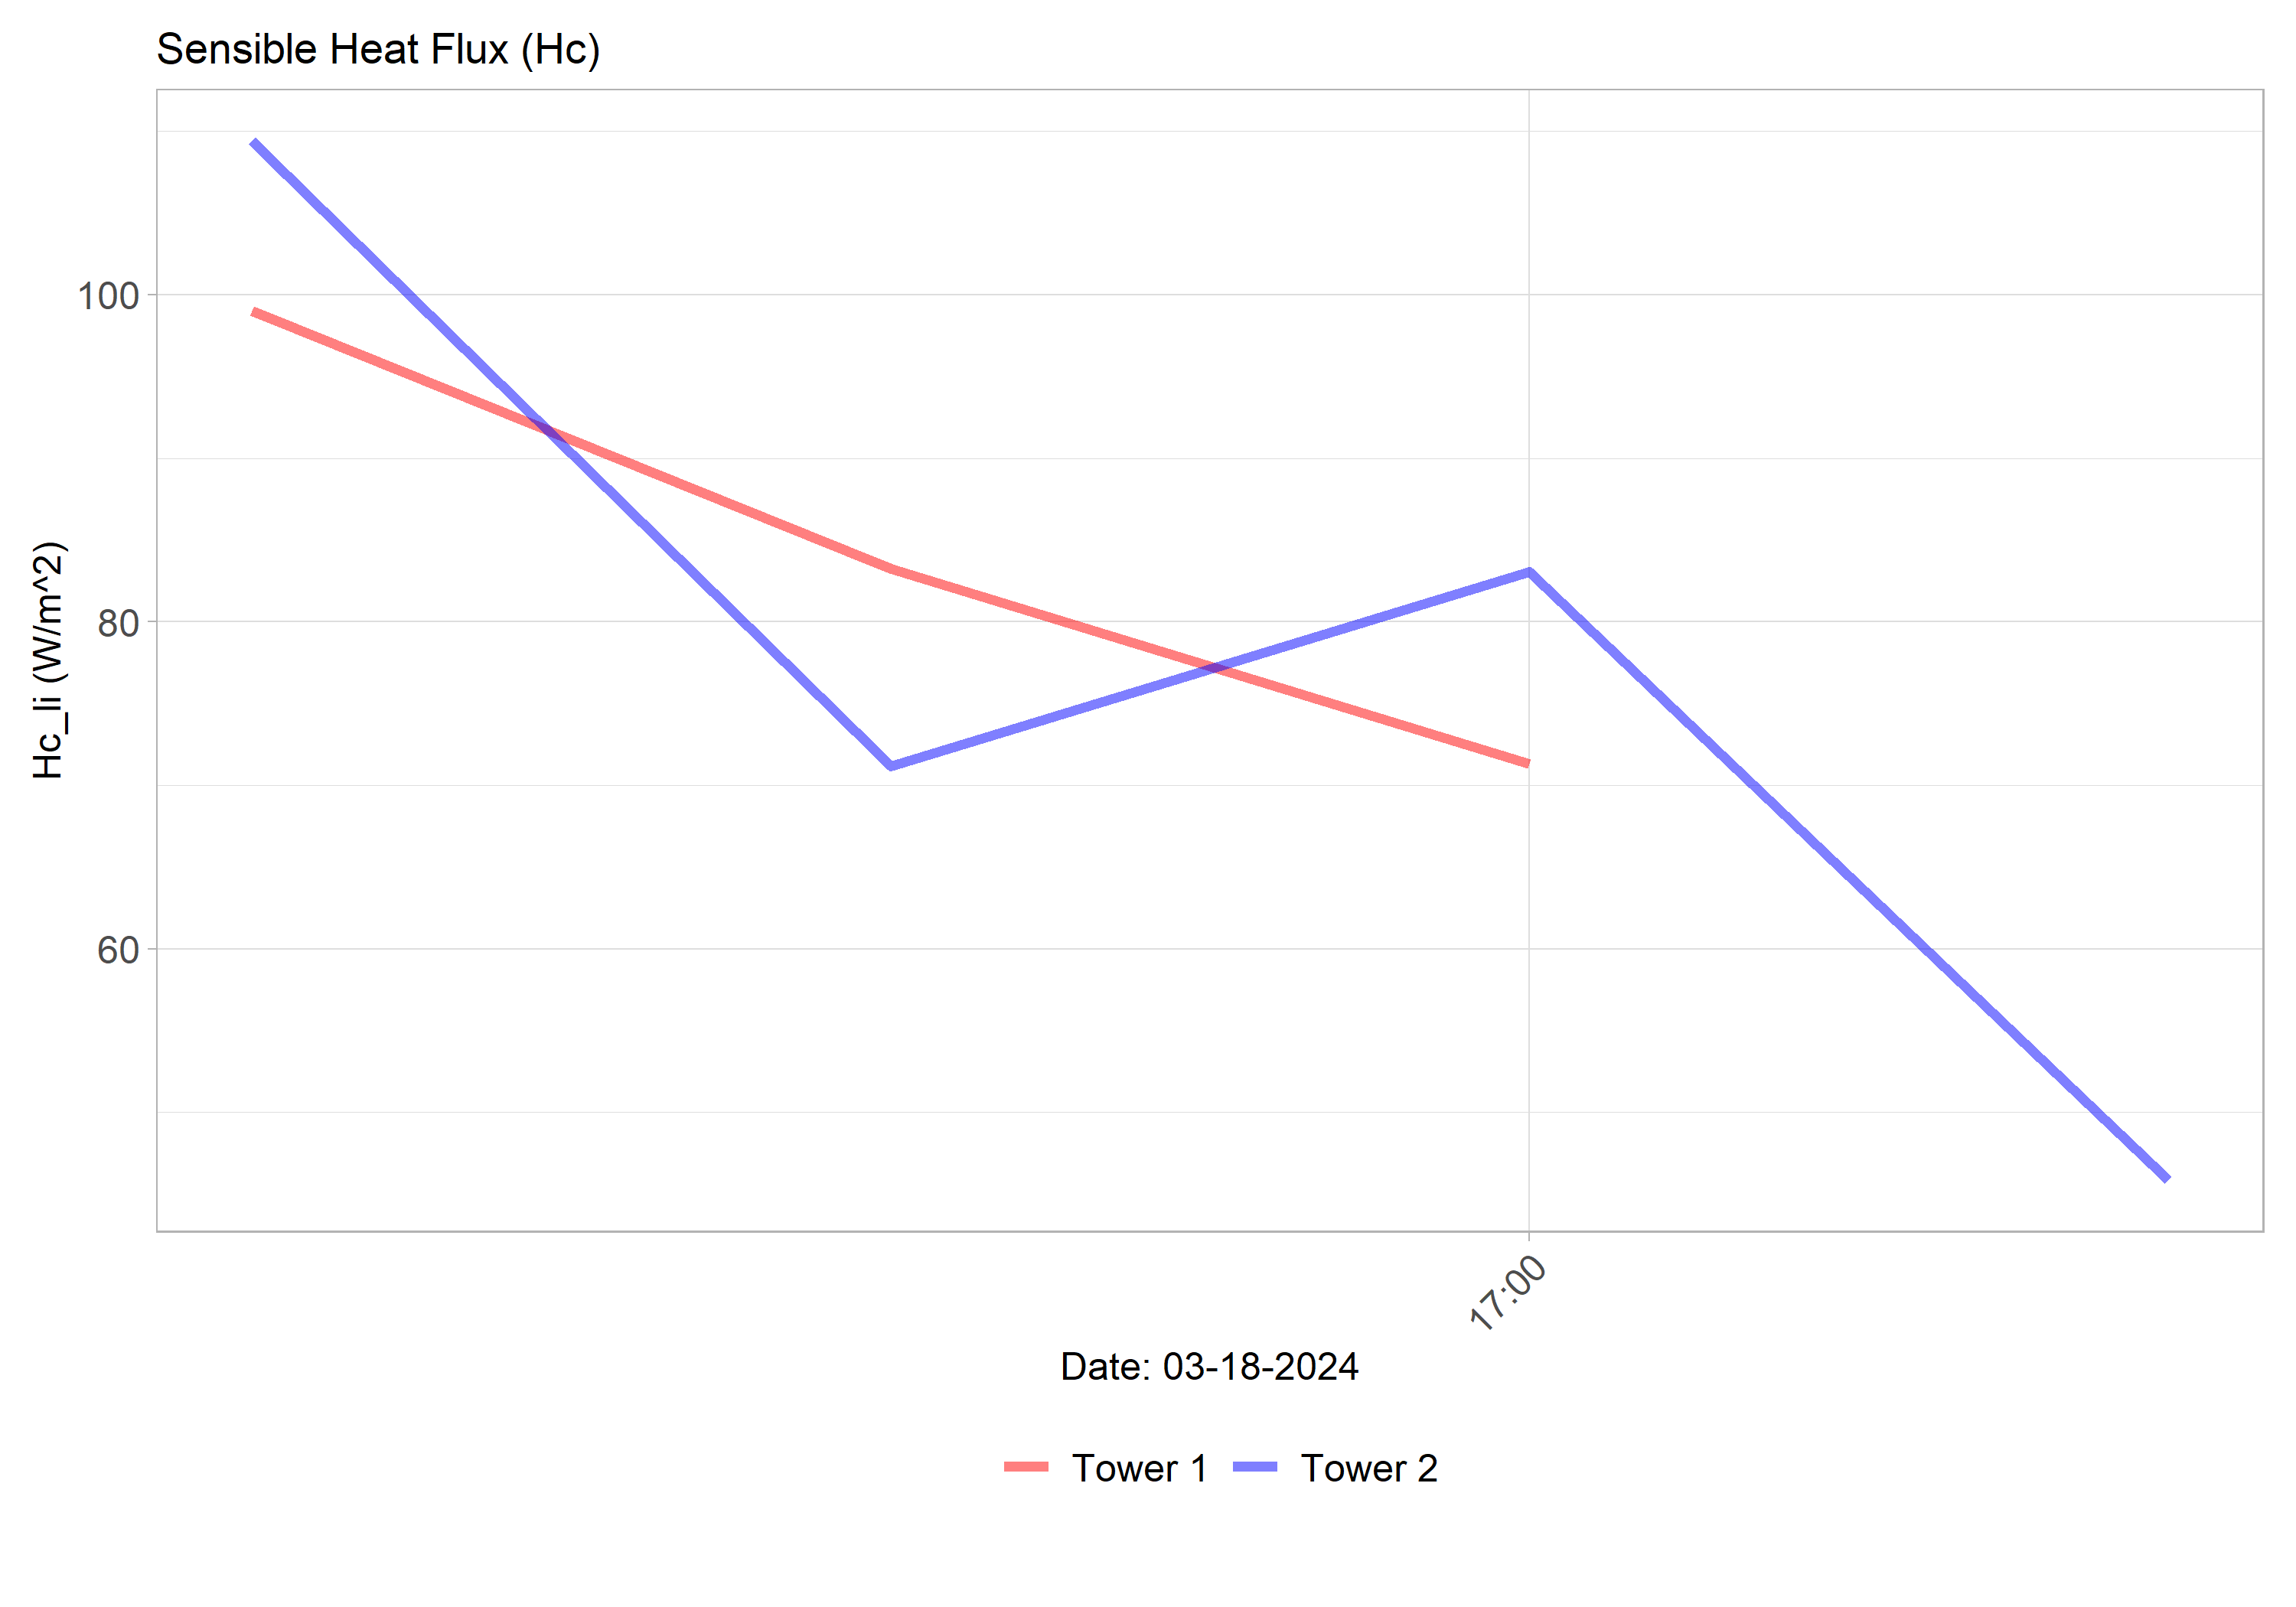 Sensible Heat Flux (Hc)
Hc_li (W/m^2)
100
80
60
17:00
Date: 03-18-2024
Tower 1 Tower 2